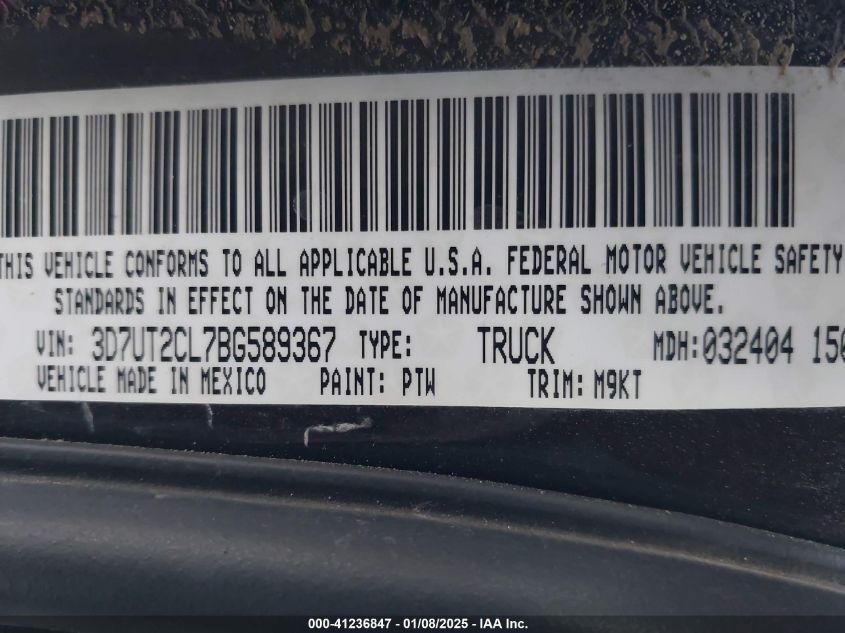 THIS VEHICLE CONFORMS TO ALL APPLICABLE U.S.A. FEDERAL MOTOR VEHICLE SAFETY
STANDARDS IN EFFECT ON THE DATE OF MANUFACTURE SHOWN ABOVE.
VIN: 3D7UT2CL7BG589367 TYPE: TRUCK MDH:032404 150
VEHICLE MADE IN MEXICO PAINT: PTW TRIM: M9KT
000-41236847 - 01/08/2025 - IAA Inc.